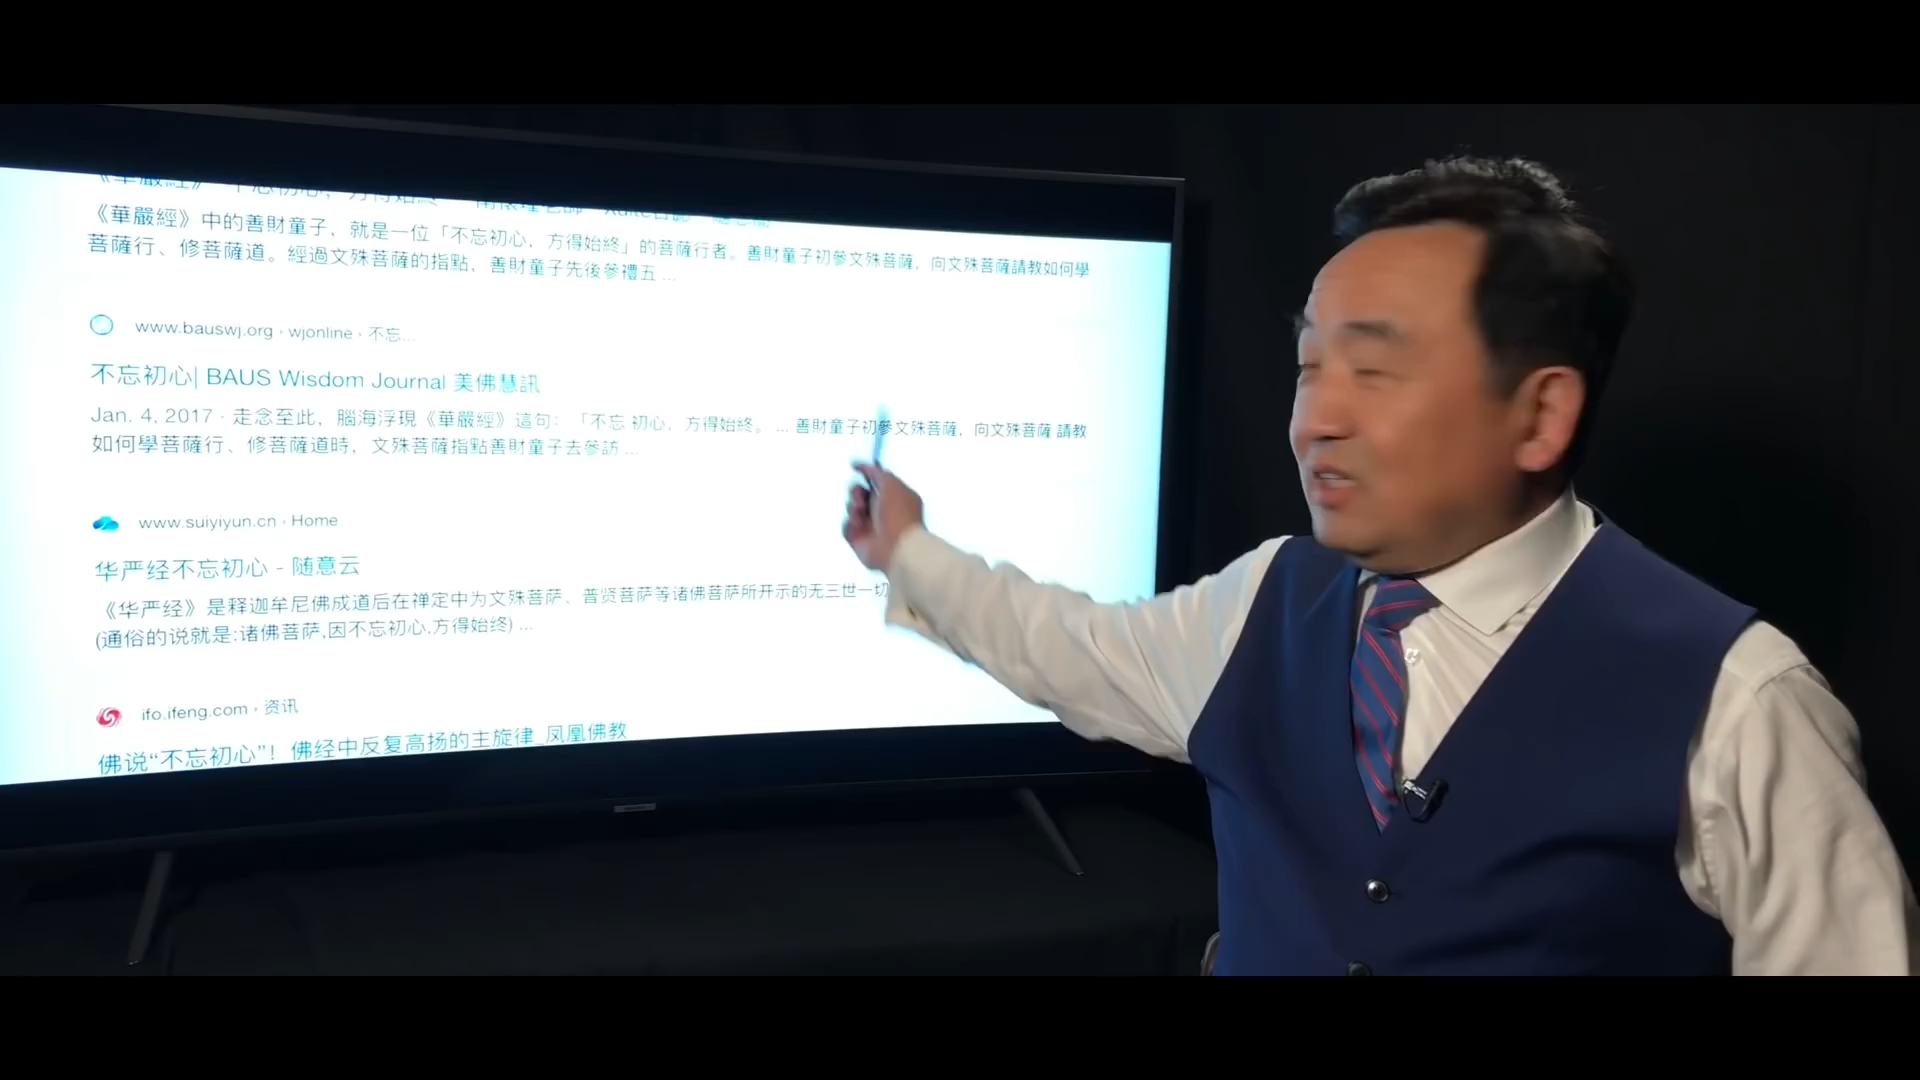 《華嚴經》中的善財童子，就是一位「不忘初心，方得始終」的菩薩行者。善財童子初參文殊菩薩，向文殊菩薩請教如何學
菩薩行、修菩薩道。經過文殊菩薩的指點，善財童子先後參禮五 ...
www.bauswj.org › wjonline › 不忘...
不忘初心| BAUS Wisdom Journal 美佛慧訊
Jan. 4, 2017 · 走念至此，腦海浮現《華嚴經》這句：「不忘 初心，方得始終。 ... 善財童子初參文殊菩薩，向文殊菩薩 請教
如何學菩薩行、修菩薩道時，文殊菩薩指點善財童子去參訪 ...
www.suiyiyun.cn › Home
华严经不忘初心 - 随意云
《华严经》是释迦牟尼佛成道后在禅定中为文殊菩萨、普贤菩萨等诸佛菩萨所开示的无三世一切
(通俗的说就是:诸佛菩萨,因不忘初心,方得始终) ...
ifo.ifeng.com › 资讯
佛说“不忘初心”！佛经中反复高扬的主旋律_凤凰佛教